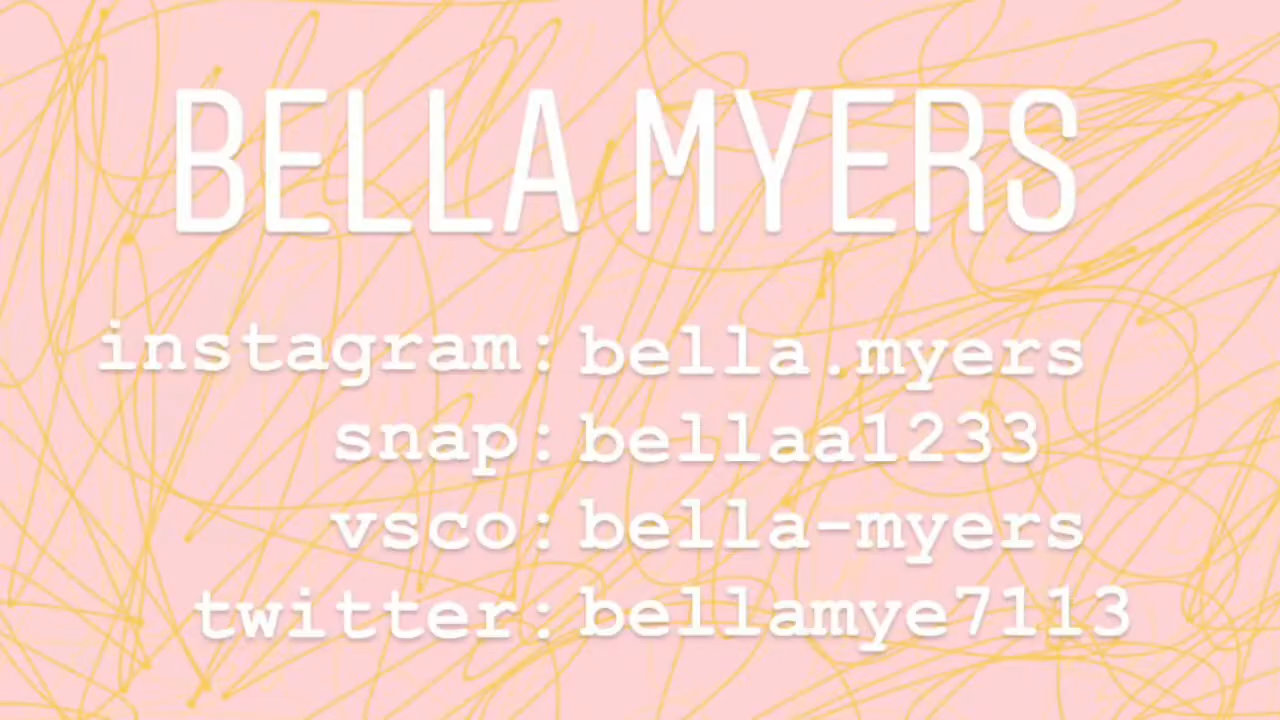 BELLA MYERS
instagram: bella.myers
snap: bellaa1233
vsco: bella-myers
twitter: bellamye7113